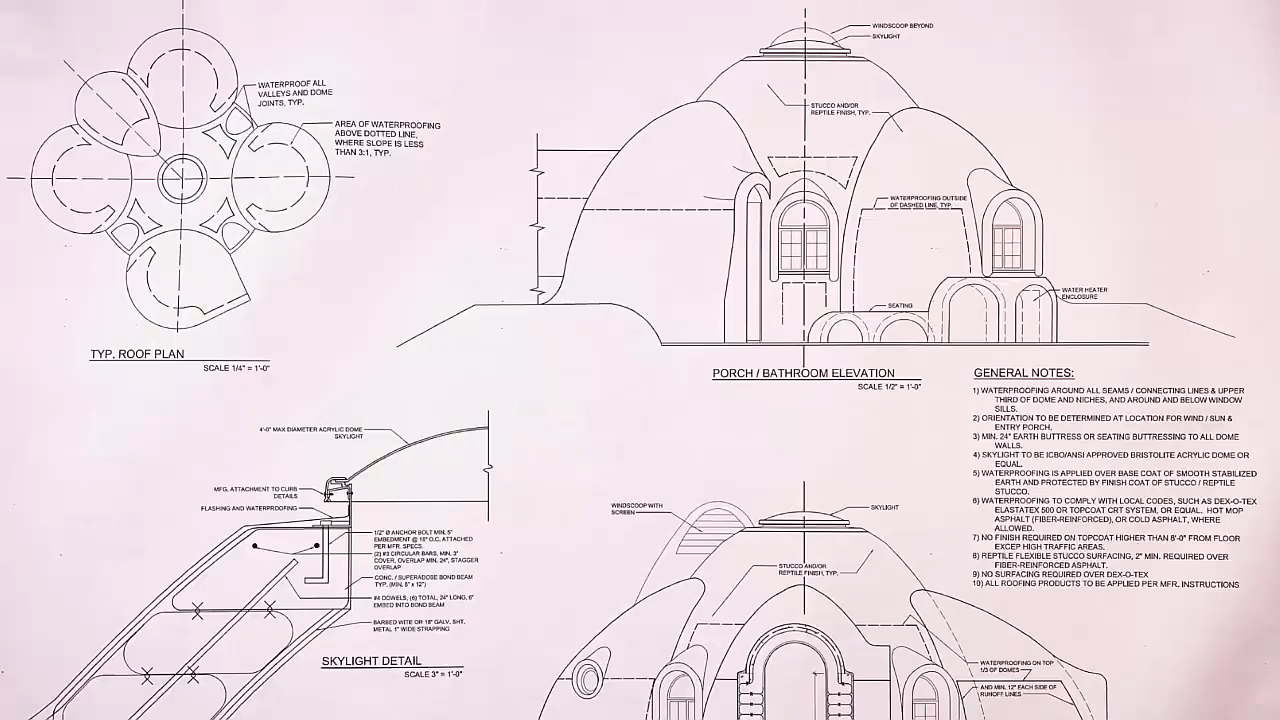 WATERPROOF ALL
VALLEYS AND DOME
JOINTS, TYP.
AREA OF WATERPROOFING
ABOVE DOTTED LINE,
WHERE SLOPE IS LESS
THAN 3:1, TYP.
TYP. ROOF PLAN
SCALE 1/4" = 1'-0"
WINDSCOOP BEYOND
SKYLIGHT
STUCCO AND/OR
REPTILE FINISH, TYP.
WATERPROOFING OUTSIDE
OF DASHED LINE, TYP.
SEATING
WATER HEATER
ENCLOSURE
PORCH / BATHROOM ELEVATION
SCALE 1/2" = 1'-0"
GENERAL NOTES:
1) WATERPROOFING AROUND ALL SEAMS / CONNECTING LINES & UPPER
THIRD OF DOME AND NICHES, AND AROUND AND BELOW WINDOW
SILLS.
2) ORIENTATION TO BE DETERMINED AT LOCATION FOR WIND / SUN &
ENTRY PORCH.
3) MIN. 24" EARTH BUTTRESS OR SEATING BUTTRESSING TO ALL DOME
WALLS.
4) SKYLIGHT TO BE ICBO/ANSI APPROVED BRISTOLITE ACRYLIC DOME OR
EQUAL.
5) WATERPROOFING IS APPLIED OVER BASE COAT OF SMOOTH STABILIZED
EARTH AND PROTECTED BY FINISH COAT OF STUCCO / REPTILE
STUCCO.
6) WATERPROOFING TO COMPLY WITH LOCAL CODES, SUCH AS DEX-O-TEX
ELASTATEX 500 OR TOPCOAT CRT SYSTEM, OR EQUAL. HOT MOP
ASPHALT (FIBER-REINFORCED), OR COLD ASPHALT, WHERE
ALLOWED.
7) NO FINISH REQUIRED ON TOPCOAT HIGHER THAN 8'-0" FROM FLOOR
EXCEP HIGH TRAFFIC AREAS.
8) REPTILE FLEXIBLE STUCCO SURFACING, 2" MIN. REQUIRED OVER
FIBER-REINFORCED ASPHALT.
9) NO SURFACING REQUIRED OVER DEX-O-TEX
10) ALL ROOFING PRODUCTS TO BE APPLIED PER MFR. INSTRUCTIONS
4'-0" MAX DIAMETER ACRYLIC DOME
SKYLIGHT
MFG. ATTACHMENT TO CURB
DETAILS
FLASHING AND WATERPROOFING
1/2" Ø ANCHOR BOLT MIN. 5"
EMBEDMENT @ 18" O.C. ATTACHED
PER MFR. SPECS.
(2) #3 CIRCULAR BARS, MIN. 3"
COVER, OVERLAP MIN. 24", STAGGER
OVERLAP
CONC. / SUPERADOBE BOND BEAM
TYP. (MIN. 8" x 12")
#4 DOWELS, (6) TOTAL, 24" LONG, 6"
EMBED INTO BOND BEAM
BARBED WITE OR 18" GALV. SHT.
METAL 1" WIDE STRAPPING
SKYLIGHT DETAIL
SCALE 3" = 1'-0"
WINDSCOOP WITH
SCREEN
SKYLIGHT
STUCCO AND/OR
REPTILE FINISH, TYP.
WATERPROOFING ON TOP
1/3 OF DOMES
AND MIN. 12" EACH SIDE OF
RUNOFF LINES